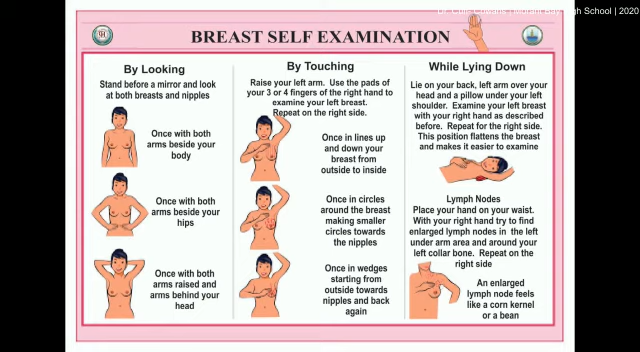 High School | 2020
BREAST SELF EXAMINATION
By Looking
Stand before a mirror and look
at both breasts and nipples
Once with both
arms beside your
body
Once with both
arms beside your
hips
Once with both
arms raised and
arms behind your
head
By Touching
Raise your left arm. Use the pads of
your 3 or 4 fingers of the right hand to
examine your left breast.
Repeat on the right side.
Once in lines up
and down your
breast from
outside to inside
Once in circles
around the breast
making smaller
circles towards
the nipples
Once in wedges
starting from
outside towards
nipples and back
again
While Lying Down
Lie on your back, left arm over your
head and a pillow under your left
shoulder. Examine your left breast
with your right hand as described
before. Repeat for the right side.
This position flattens the breast
and makes it easier to examine
Lymph Nodes
Place your hand on your waist.
With your right hand try to find
enlarged lymph nodes in the left
under arm area and around your
left collar bone. Repeat on the
right side
An enlarged
lymph node feels
like a corn kernel
or a bean